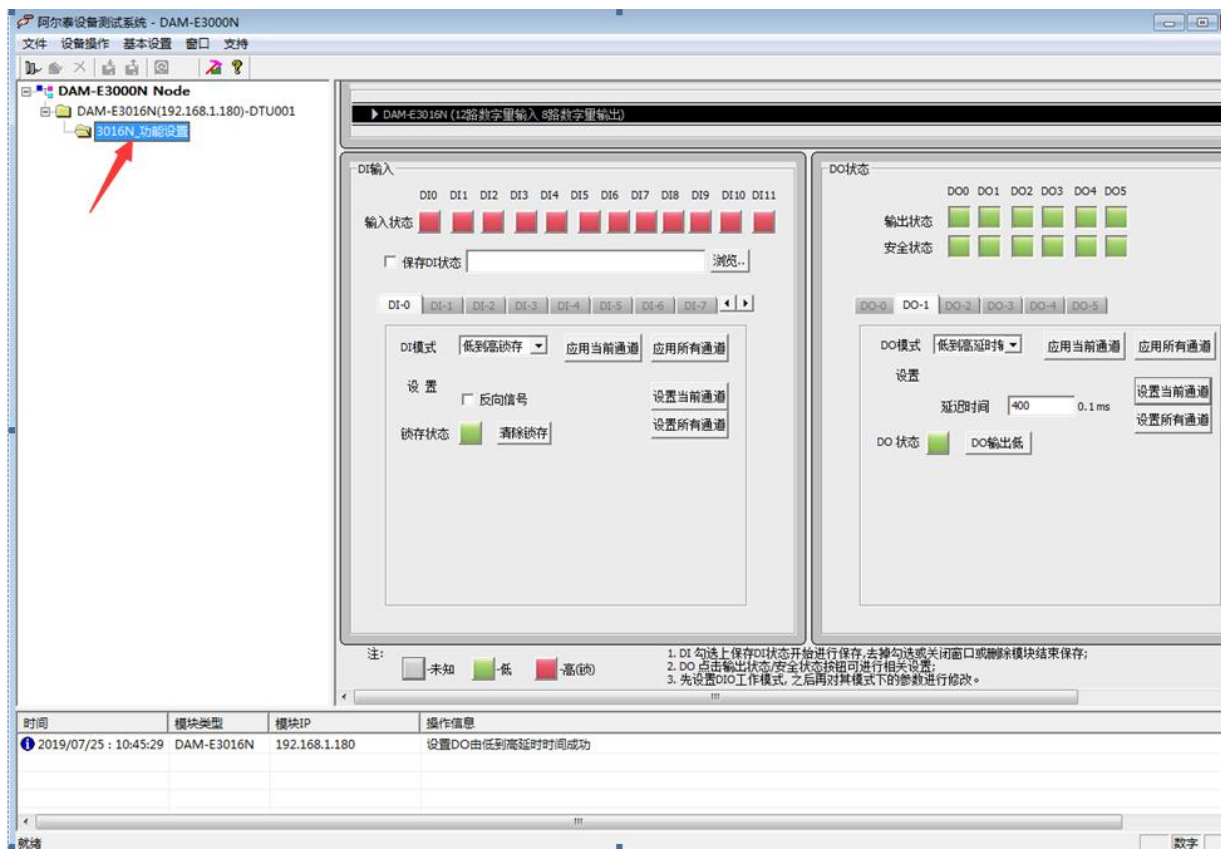 阿尔泰设备测试系统 - DAM-E3000N
文件 设备操作 基本设置 窗口 支持
DAM-E3000N Node
DAM-E3016N(192.168.1.180)-DTU001
3016N_功能设置
DAM-E3016N (12路数字里输入 8路数字里输出)
DI输入
DI0 DI1 DI2 DI3 DI4 DI5 DI6 DI7 DI8 DI9 DI10 DI11
输入状态
保存DI状态 浏览..
DI-0 DI-1 DI-2 DI-3 DI-4 DI-5 DI-6 DI-7
DI模式 低到高锁存 应用当前通道 应用所有通道
设 置
反向信号
设置当前通道
设置所有通道
锁存状态 清除锁存
DO状态
DO0 DO1 DO2 DO3 DO4 DO5
输出状态
安全状态
DO-0 DO-1 DO-2 DO-3 DO-4 DO-5
DO模式 低到高延时 应用当前通道 应用所有通道
设置
延迟时间 400 0.1ms
设置当前通道
设置所有通道
DO 状态 DO输出低
注:
-未知 -低 -高(锁)
1. DI 勾选上保存DI状态开始进行保存,去掉勾选或关闭窗口或删除模块结束保存;
2. DO 点击输出状态/安全状态按钮可进行相关设置;
3. 先设置DIO工作模式, 之后再对其模式下的参数进行修改。
时间 模块类型 模块IP 操作信息
2019/07/25 : 10:45:29 DAM-E3016N 192.168.1.180 设置DO由低到高延时时间成功
就绪 数字